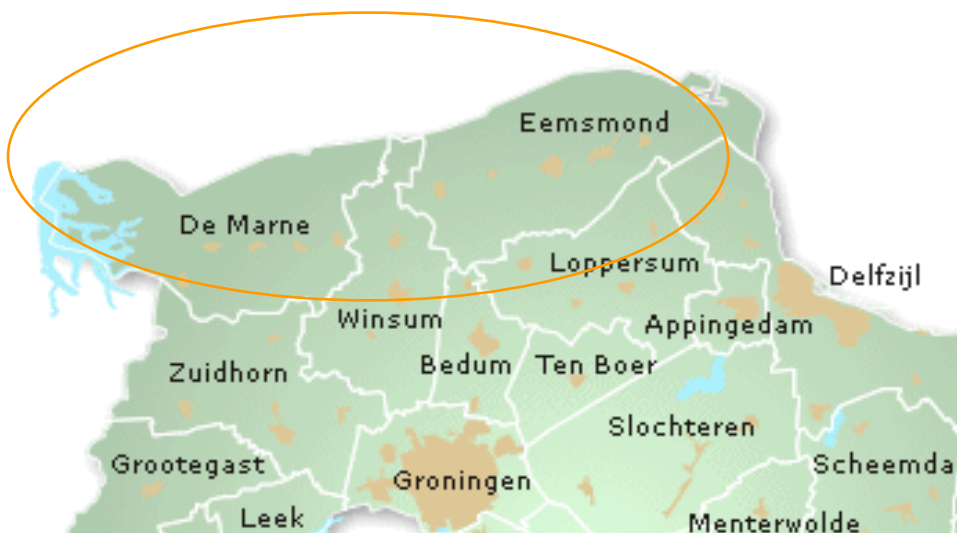 Eemsmond
De Marne
Loppersum
Delfzijl
Winsum
Appingedam
Zuidhorn
Bedum
Ten Boer
Slochteren
Grootegast
Scheemda
Groningen
Leek
Menterwolde